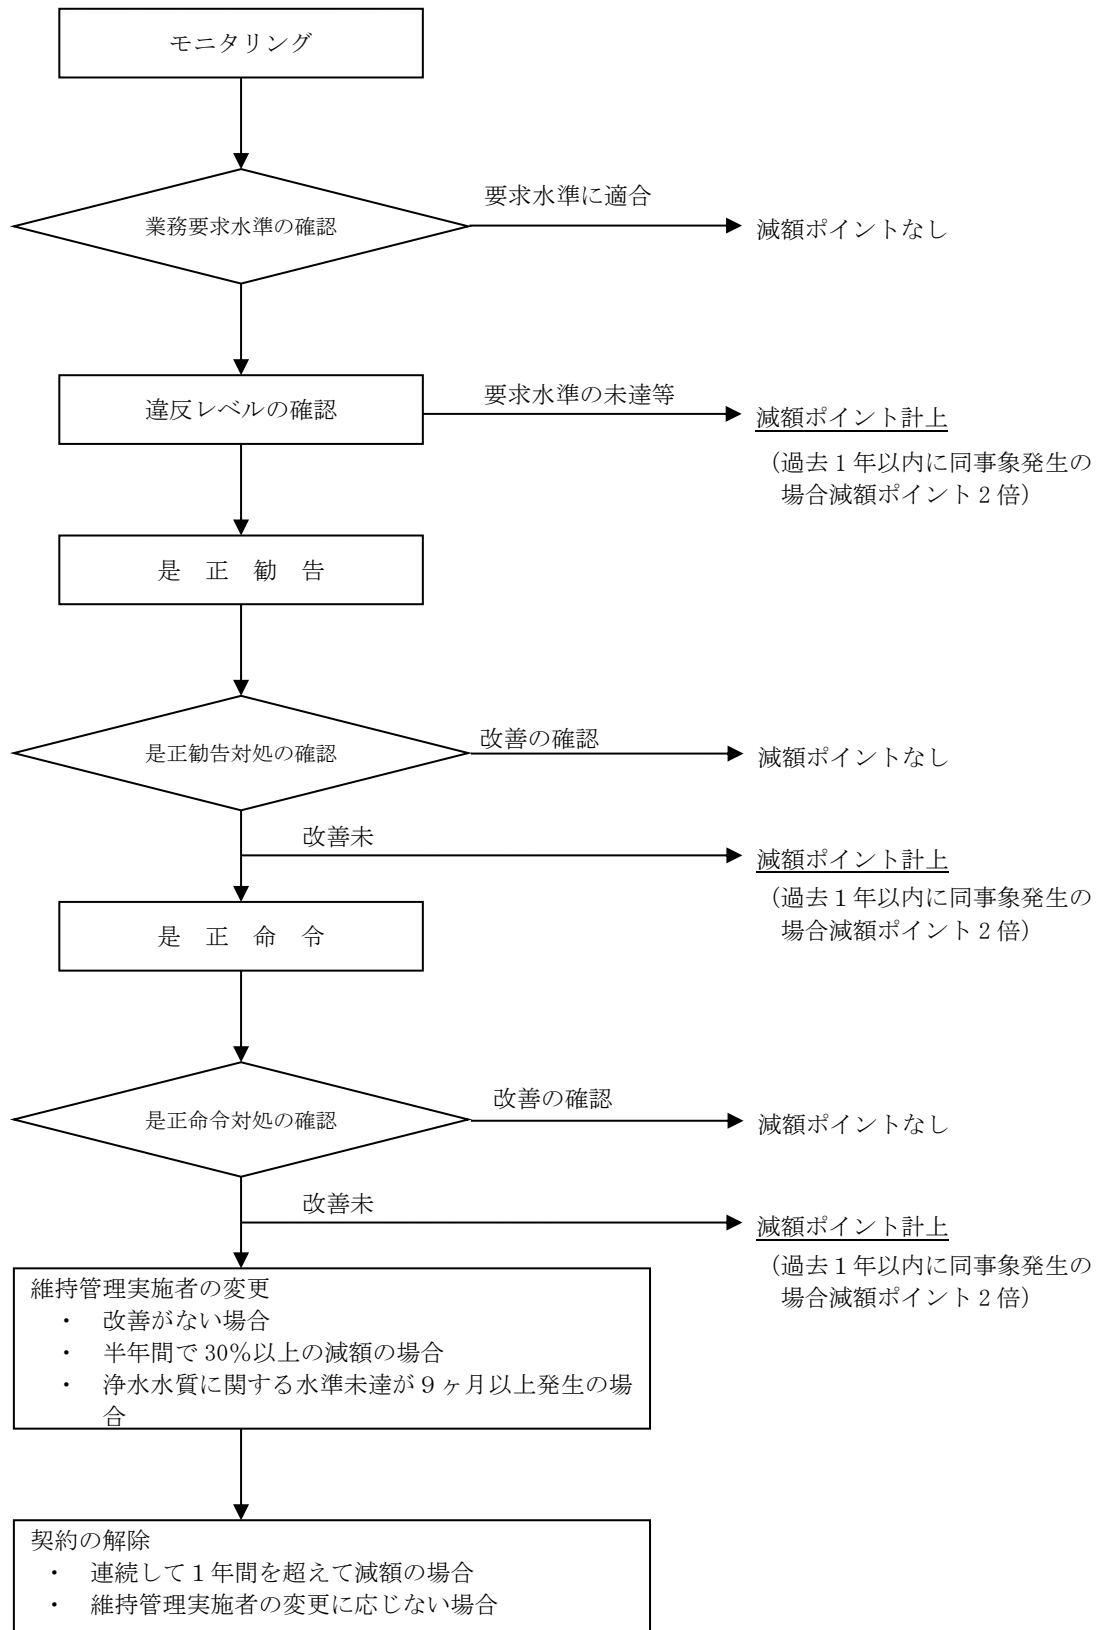 モニタリング
業務要求水準の確認
要求水準に適合
減額ポイントなし
違反レベルの確認
要求水準の未達等
減額ポイント計上
（過去１年以内に同事象発生の
場合減額ポイント２倍）
是　正　勧　告
是正勧告対処の確認
改善の確認
減額ポイントなし
改善未
減額ポイント計上
（過去１年以内に同事象発生の
場合減額ポイント２倍）
是　正　命　令
是正命令対処の確認
改善の確認
減額ポイントなし
改善未
減額ポイント計上
（過去１年以内に同事象発生の
場合減額ポイント２倍）
維持管理実施者の変更
・　改善がない場合
・　半年間で 30％以上の減額の場合
・　浄水水質に関する水準未達が９ヶ月以上発生の場
合
契約の解除
・　連続して１年間を超えて減額の場合
・　維持管理実施者の変更に応じない場合